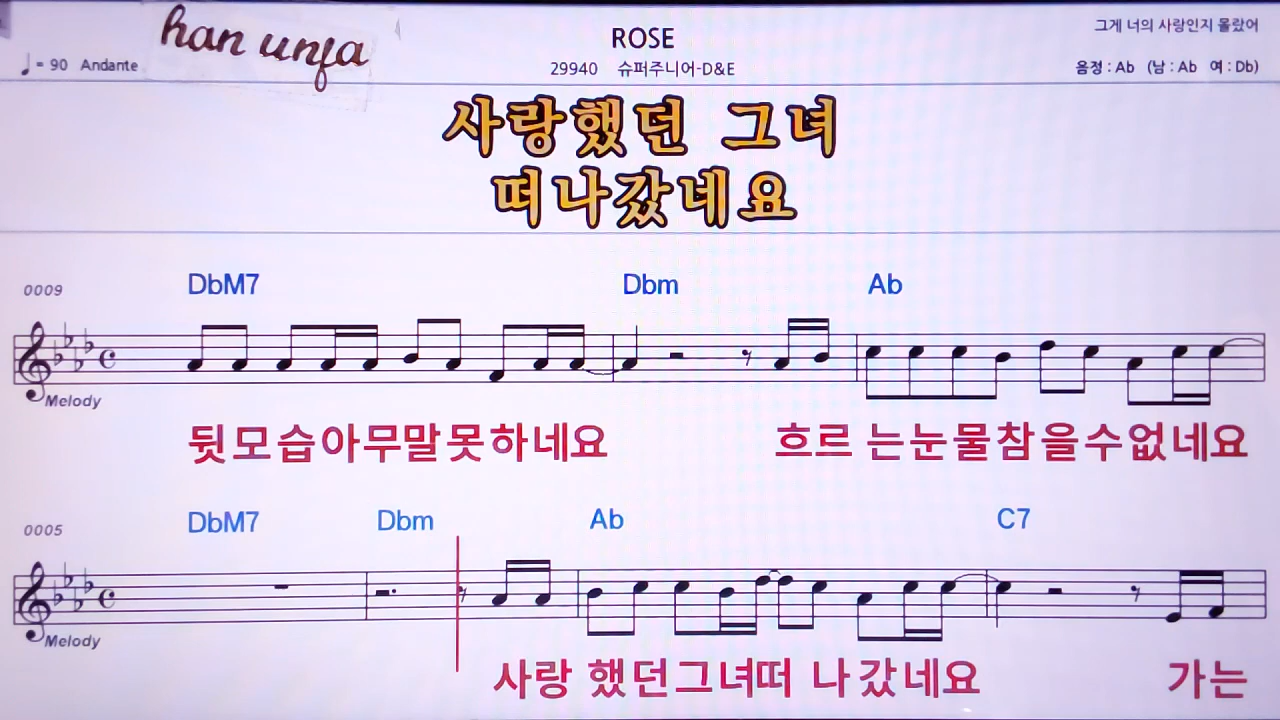 han unfa
ROSE
그게 너의 사랑인지 몰랐어
♩= 90 Andante
29940 슈퍼주니어-D&E
음정 : Ab (남 : Ab 여 : Db)
사랑했던 그녀
떠나갔네요
0009 DbM7 Dbm Ab
Melody
뒷모습아무말못하네요 흐르 는눈물참을수없네요
0005 DbM7 Dbm Ab C7
Melody
사랑 했던그녀떠 나갔네요 가는